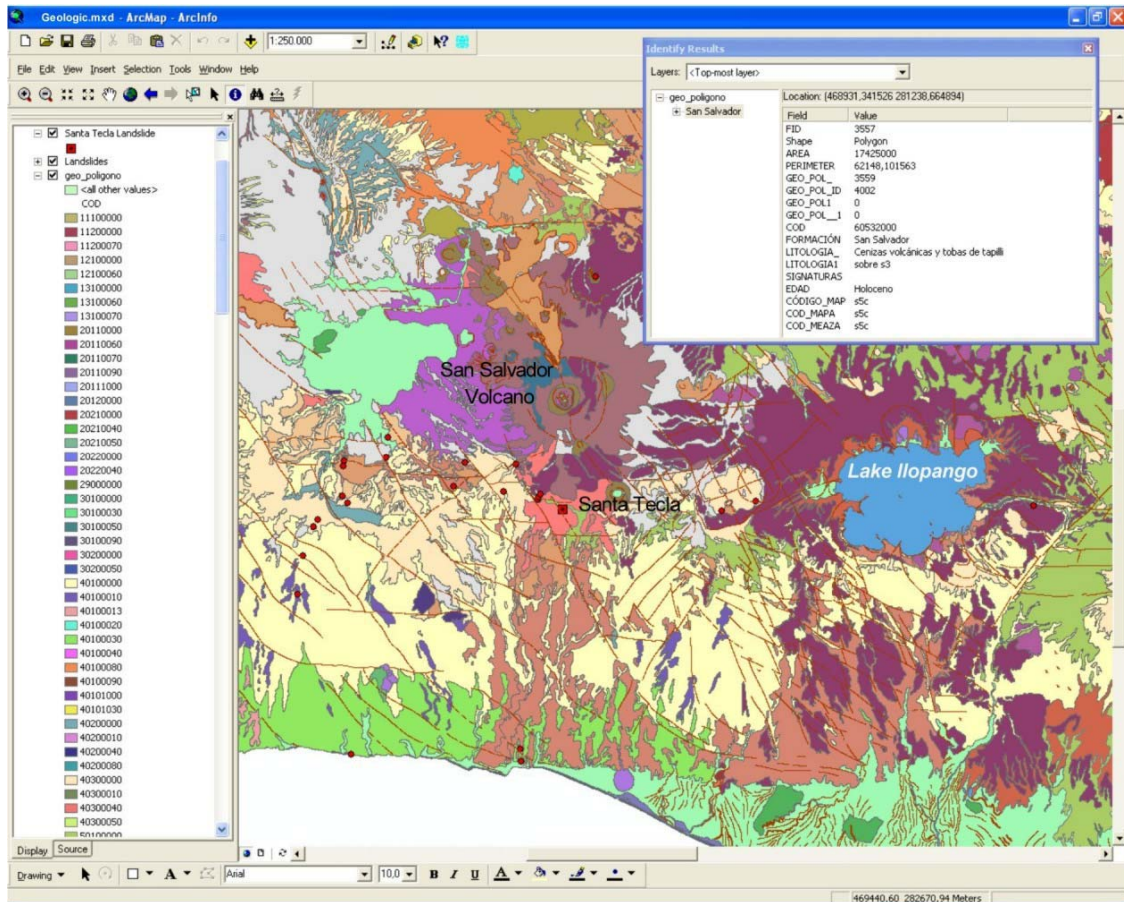 Geologic.mxd - ArcMap - ArcInfo
1:250.000
File Edit View Insert Selection Tools Window Help
Santa Tecla Landslide
Landslides
geo_poligono
<all other values>
COD
11100000
11200000
11200070
12100000
12100060
13100000
13100060
13100070
20110000
20110060
20110070
20110090
20111000
20120000
20210000
20210040
20210050
20220000
20220040
29000000
30100000
30100030
30100050
30100090
30200000
30200050
40100000
40100010
40100013
40100020
40100030
40100040
40100080
40100090
40101000
40101030
40200000
40200010
40200040
40200080
40300000
40300010
40300040
40300050
50100000
Display Source
Identify Results
Layers: <Top-most layer>
geo_poligono
San Salvador
Location: (468931,341526 281238,664894)
Field Value
FID 3557
Shape Polygon
AREA 17425000
PERIMETER 62148,101563
GEO_POL_ 3559
GEO_POL_ID 4002
GEO_POL1 0
GEO_POL__1 0
COD 60532000
FORMACIÓN San Salvador
LITOLOGIA_ Cenizas volcánicas y tobas de tapilli
LITOLOGIA1 sobre s3
SIGNATURAS
EDAD Holoceno
CÓDIGO_MAP s5c
COD_MAPA s5c
COD_MEAZA s5c
San Salvador
Volcano
Lake Ilopango
Santa Tecla
Drawing A Arial 10,0 B I U A
469440,60 282670,94 Meters